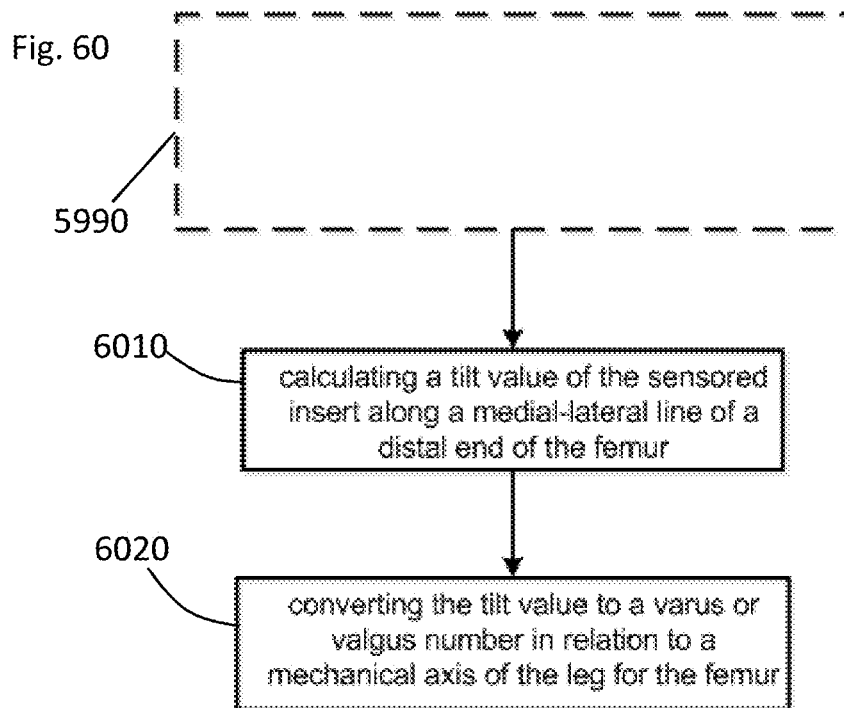 Fig. 60
5990
6010
calculating a tilt value of the sensored
insert along a medial-lateral line of a
distal end of the femur
6020
converting the tilt value to a varus or
valgus number in relation to a
mechanical axis of the leg for the femur